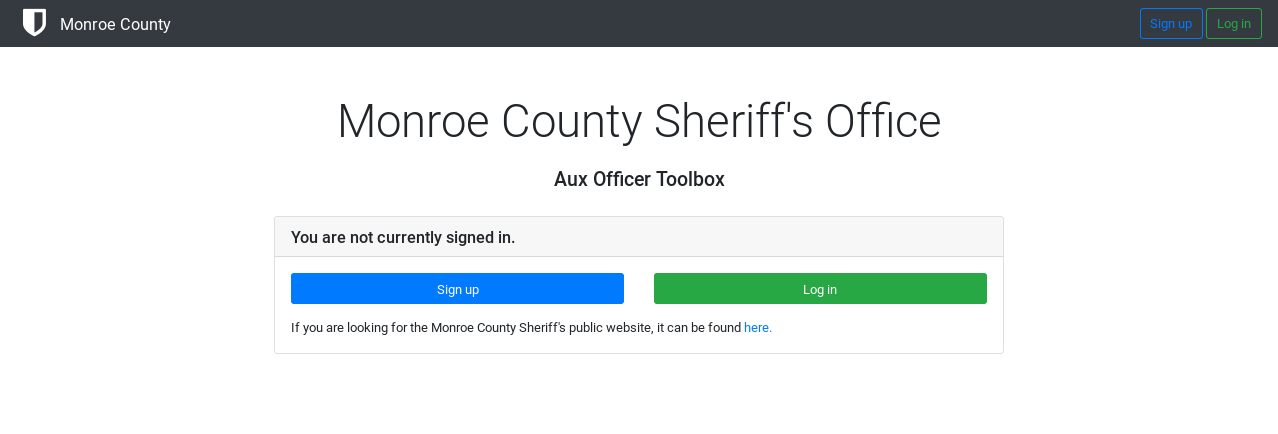 Monroe County
Sign up
Log in
Monroe County Sheriff's Office
Aux Officer Toolbox
You are not currently signed in.
Sign up
Log in
If you are looking for the Monroe County Sheriff's public website, it can be found here.